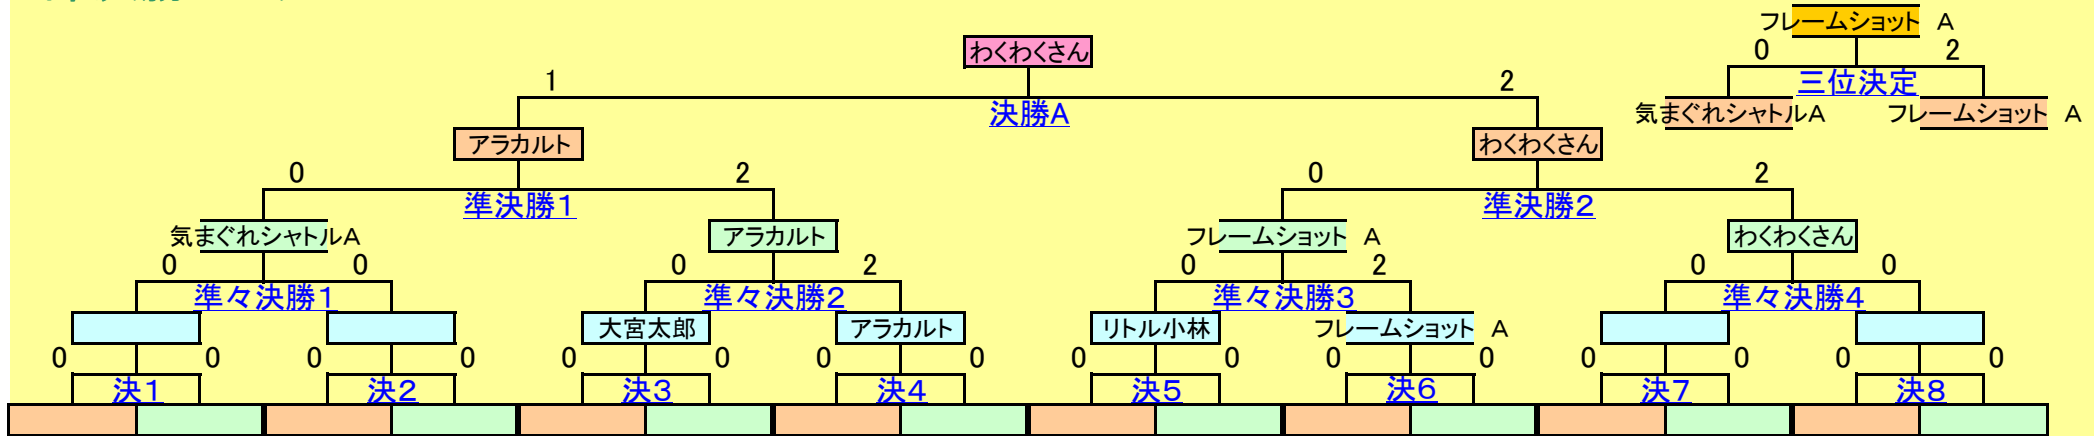 フレームショット A
わくわくさん
0 2
三位決定
1 2
決勝A
気まぐれシャトルA フレームショット A
アラカルト わくわくさん
0 2 0 2
準決勝1 準決勝2
気まぐれシャトルA アラカルト フレームショット A わくわくさん
0 0 0 2 0 2 0 0
準々決勝1 準々決勝2 準々決勝3 準々決勝4
大宮太郎 アラカルト リトル小林 フレームショット A
0 0 0 0 0 0 0 0 0 0 0 0 0 0 0 0
決1 決2 決3 決4 決5 決6 決7 決8